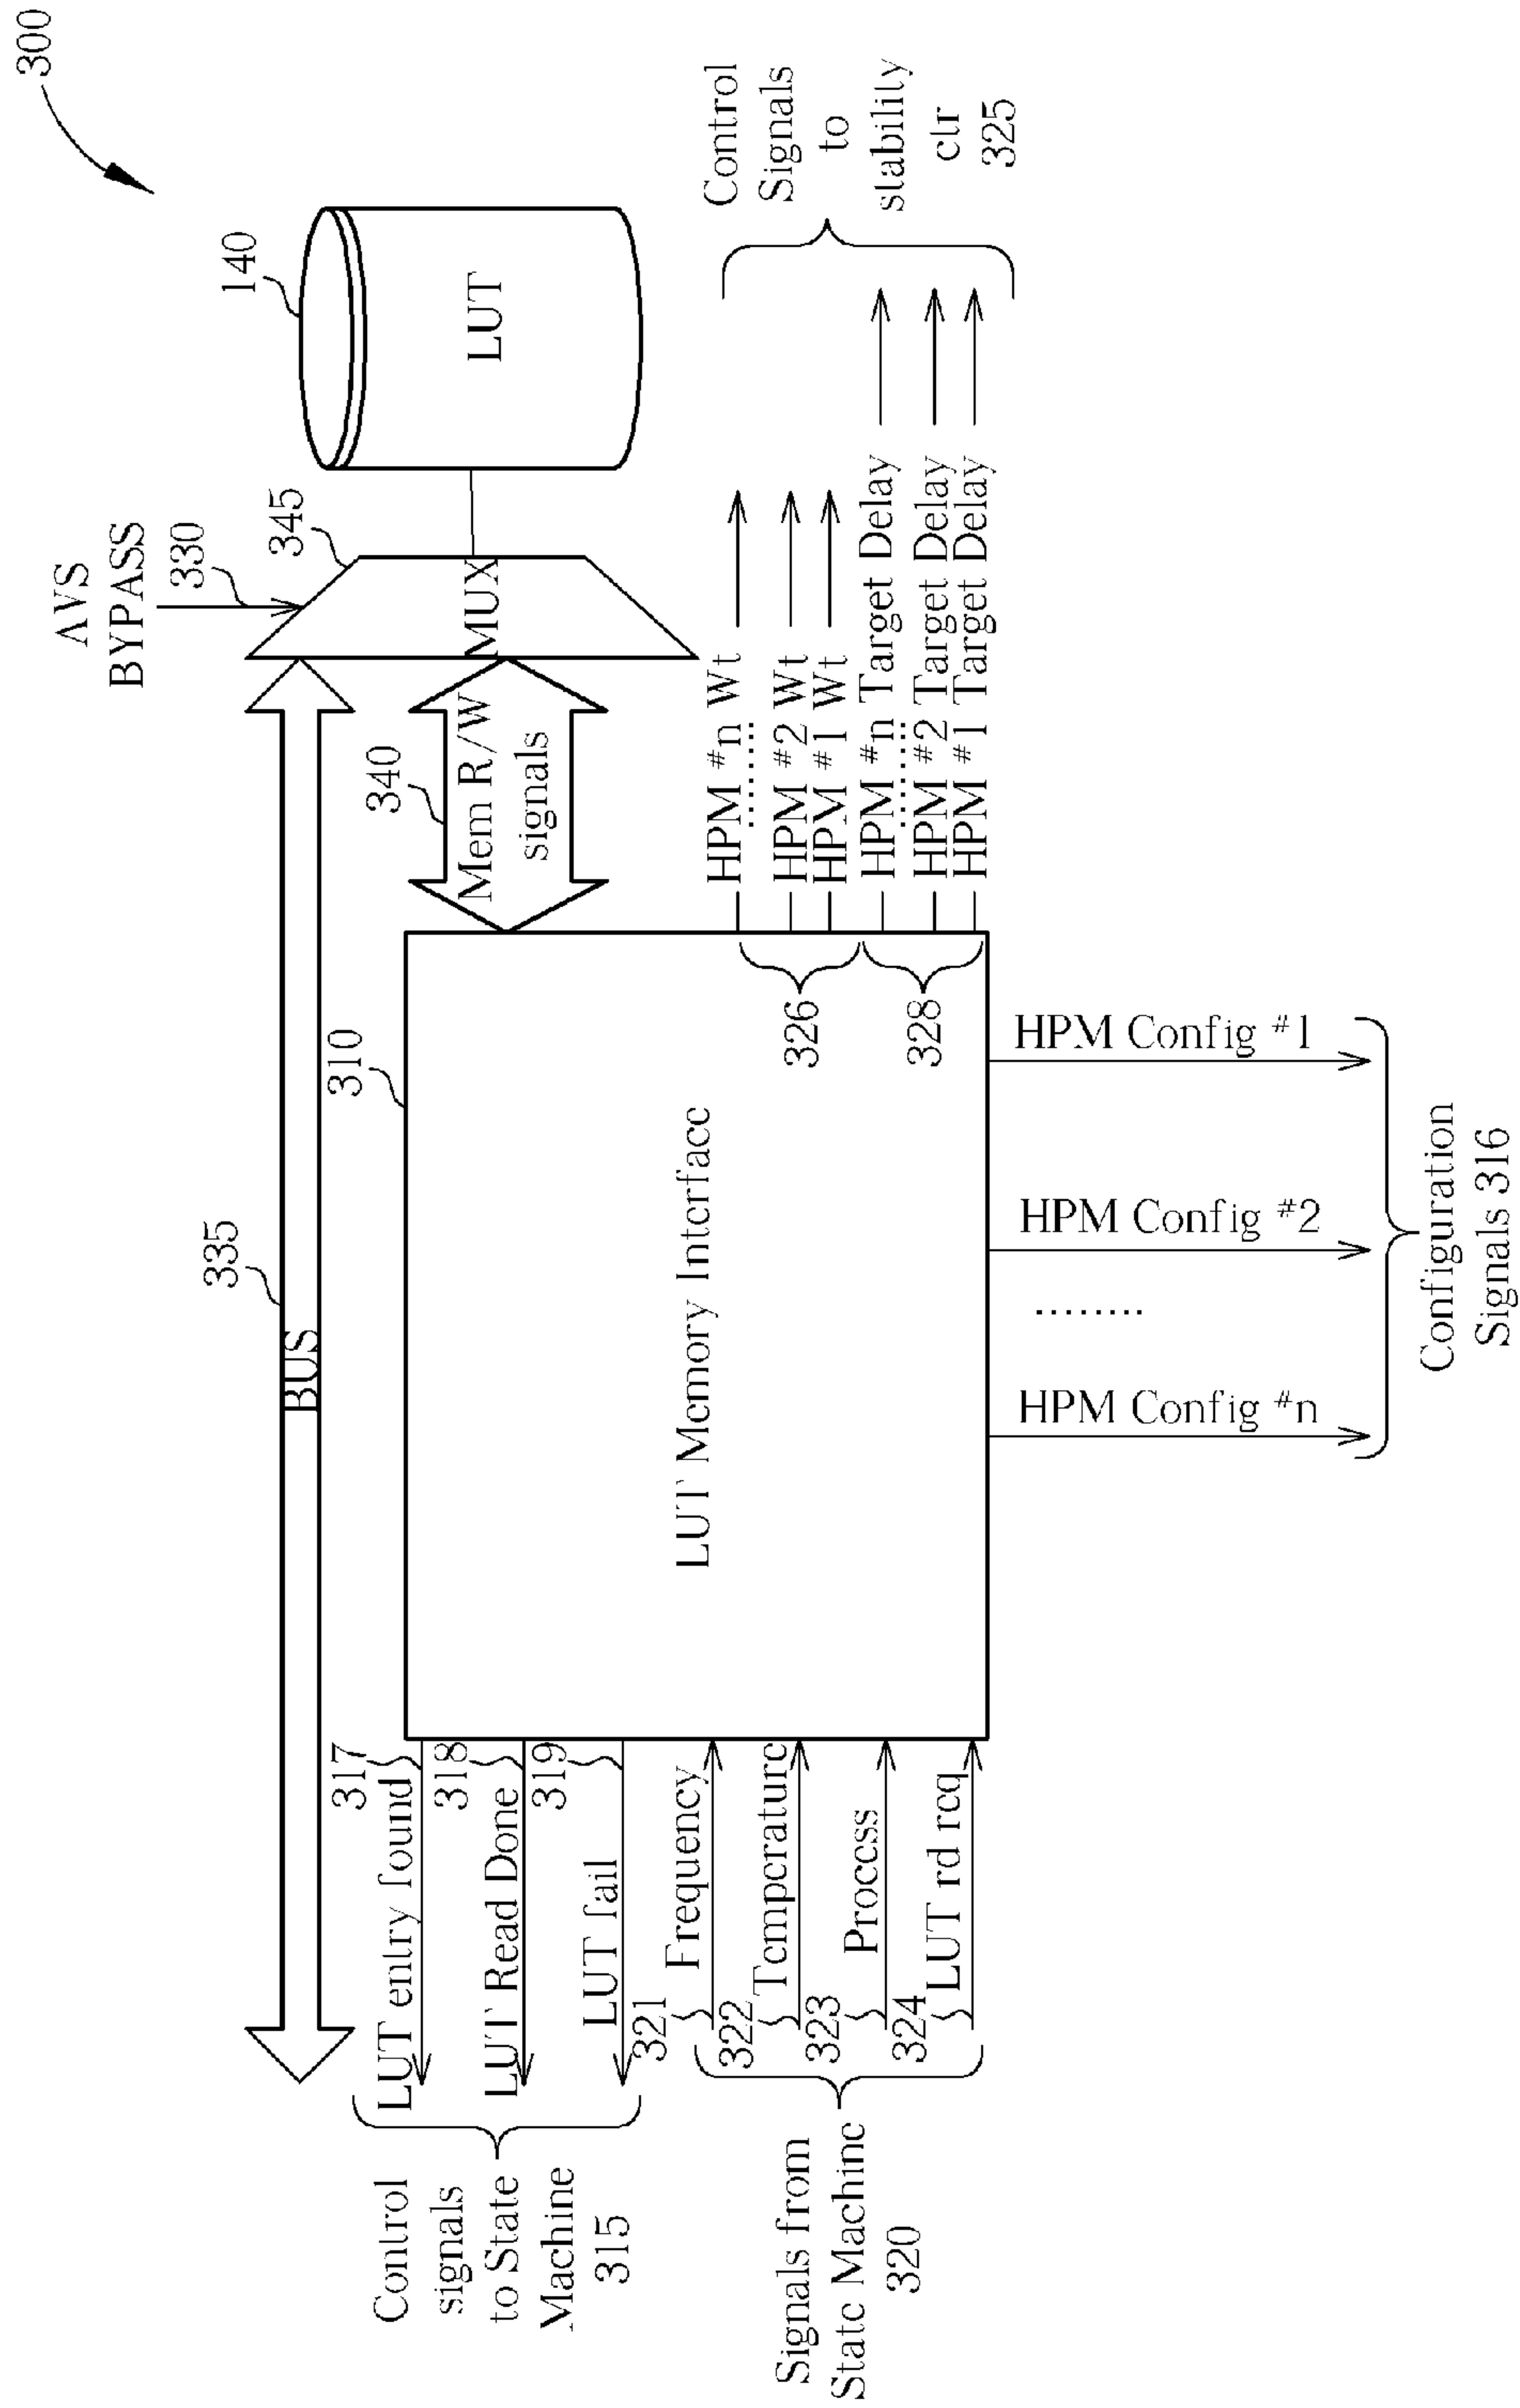 300
AVS
BYPASS
330
345
140
335
BUS
340
Mem R/W
signals
MUX
LUT
310
LUT Memory Interface
Control
signals
to State
Machine
315
LUT entry found
317
LUT Read Done
318
LUT fail
319
Signals from
State Machine
320
321
Frequency
322
Temperature
323
Process
324
LUT rd req
326
328
HPM #n Wt
........
HPM #2 Wt
HPM #1 Wt
HPM #n Target Delay
........
HPM #2 Target Delay
HPM #1 Target Delay
Control
Signals
to
stability
ctr
325
HPM Config #n
........
HPM Config #2
HPM Config #1
Configuration
Signals 316